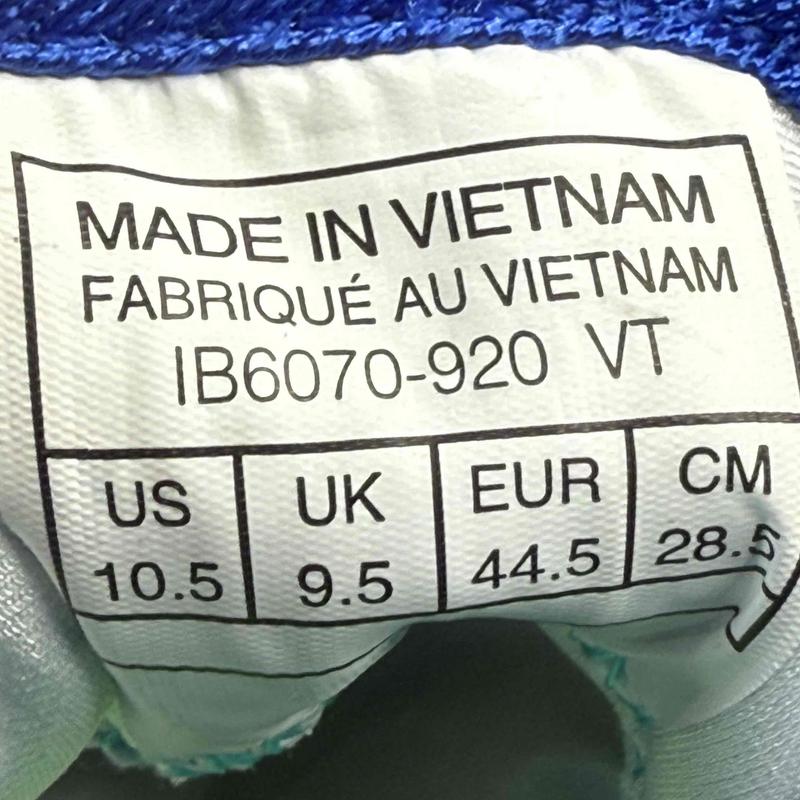 MADE IN VIETNAM
FABRIQUÉ AU VIETNAM
IB6070-920 VT
US UK EUR CM
10.5 9.5 44.5 28.5